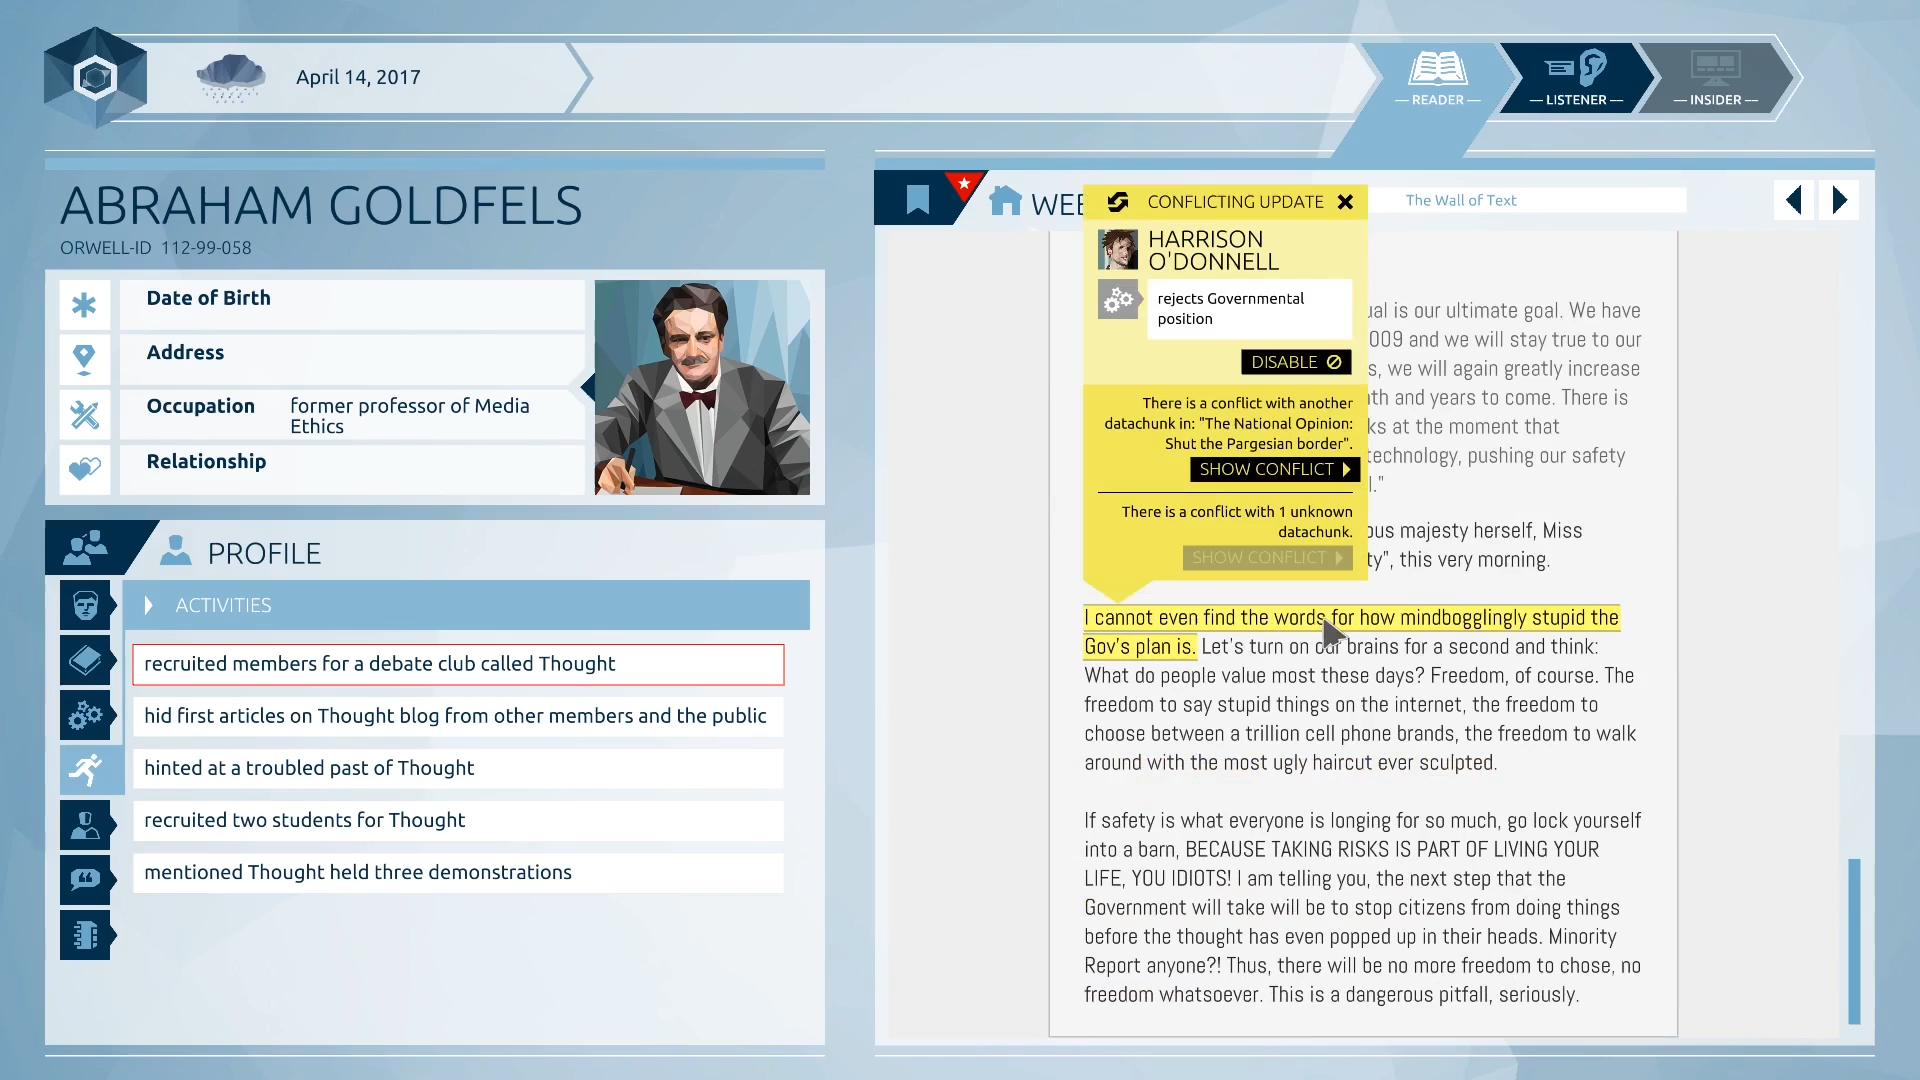 April 14, 2017
— READER —
— LISTENER —
— INSIDER —
ABRAHAM GOLDFELS
ORWELL-ID 112-99-058
Date of Birth
Address
Occupation former professor of Media
Ethics
Relationship
PROFILE
ACTIVITIES
recruited members for a debate club called Thought
hid first articles on Thought blog from other members and the public
hinted at a troubled past of Thought
recruited two students for Thought
mentioned Thought held three demonstrations
The Wall of Text
CONFLICTING UPDATE
HARRISON
O'DONNELL
rejects Governmental
position
DISABLE
There is a conflict with another
datachunk in: "The National Opinion:
Shut the Pargesian border".
SHOW CONFLICT
There is a conflict with 1 unknown
datachunk.
SHOW CONFLICT
is our ultimate goal. We have
and we will stay true to our
we will again greatly increase
and years to come. There is
at the moment that
technology, pushing our safety
majesty herself, Miss
this very morning.
I cannot even find the words for how mindbogglingly stupid the
Gov's plan is. Let's turn on our brains for a second and think:
What do people value most these days? Freedom, of course. The
freedom to say stupid things on the internet, the freedom to
choose between a trillion cell phone brands, the freedom to walk
around with the most ugly haircut ever sculpted.
If safety is what everyone is longing for so much, go lock yourself
into a barn, BECAUSE TAKING RISKS IS PART OF LIVING YOUR
LIFE, YOU IDIOTS! I am telling you, the next step that the
Government will take will be to stop citizens from doing things
before the thought has even popped up in their heads. Minority
Report anyone?! Thus, there will be no more freedom to chose, no
freedom whatsoever. This is a dangerous pitfall, seriously.